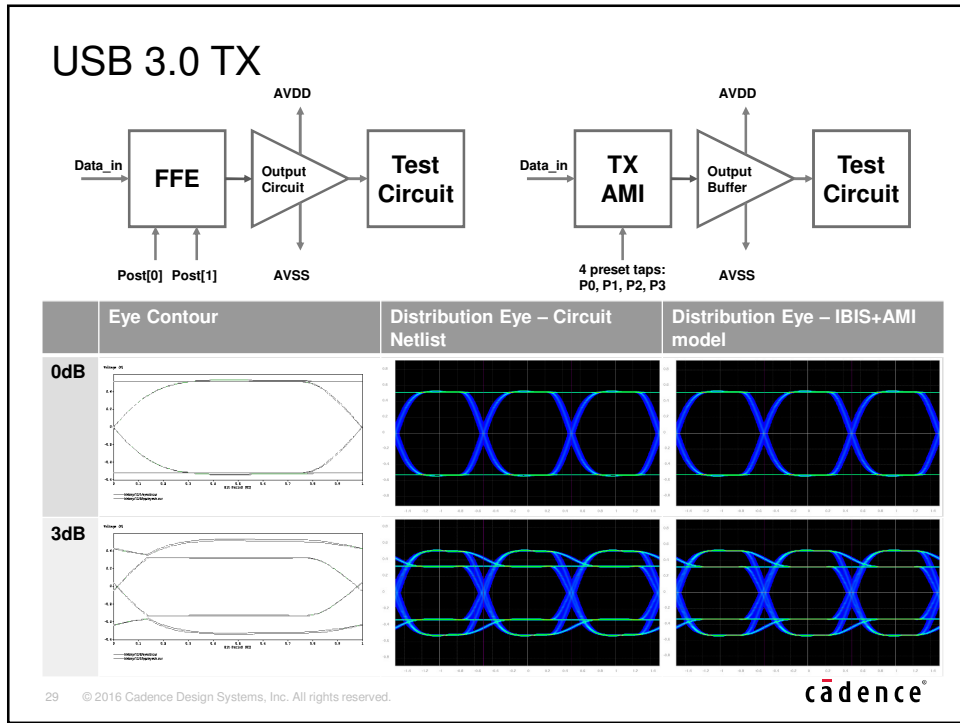 USB 3.0 TX
AVDD
Data_in
FFE
Output
Circuit
Test
Circuit
Post[0] Post[1]
AVSS
AVDD
Data_in
TX
AMI
Output
Buffer
Test
Circuit
4 preset taps:
P0, P1, P2, P3
AVSS
Eye Contour
Distribution Eye – Circuit
Netlist
Distribution Eye – IBIS+AMI
model
0dB
3dB
29 © 2016 Cadence Design Systems, Inc. All rights reserved.
cādence®